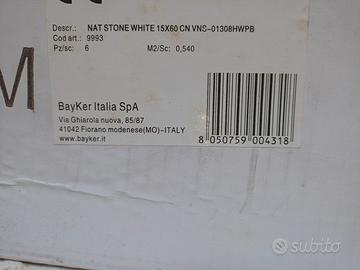 Descr.: NAT STONE WHITE 15X60 CN VNS-01308HWPB
Cod art.: 9993
Pz/sc: 6 M2/Sc: 0,540
M
BayKer Italia SpA
Via Ghiarola nuova, 85/87
41042 Fiorano modenese(MO)-ITALY
www.bayker.it
8 050759 004318
subito